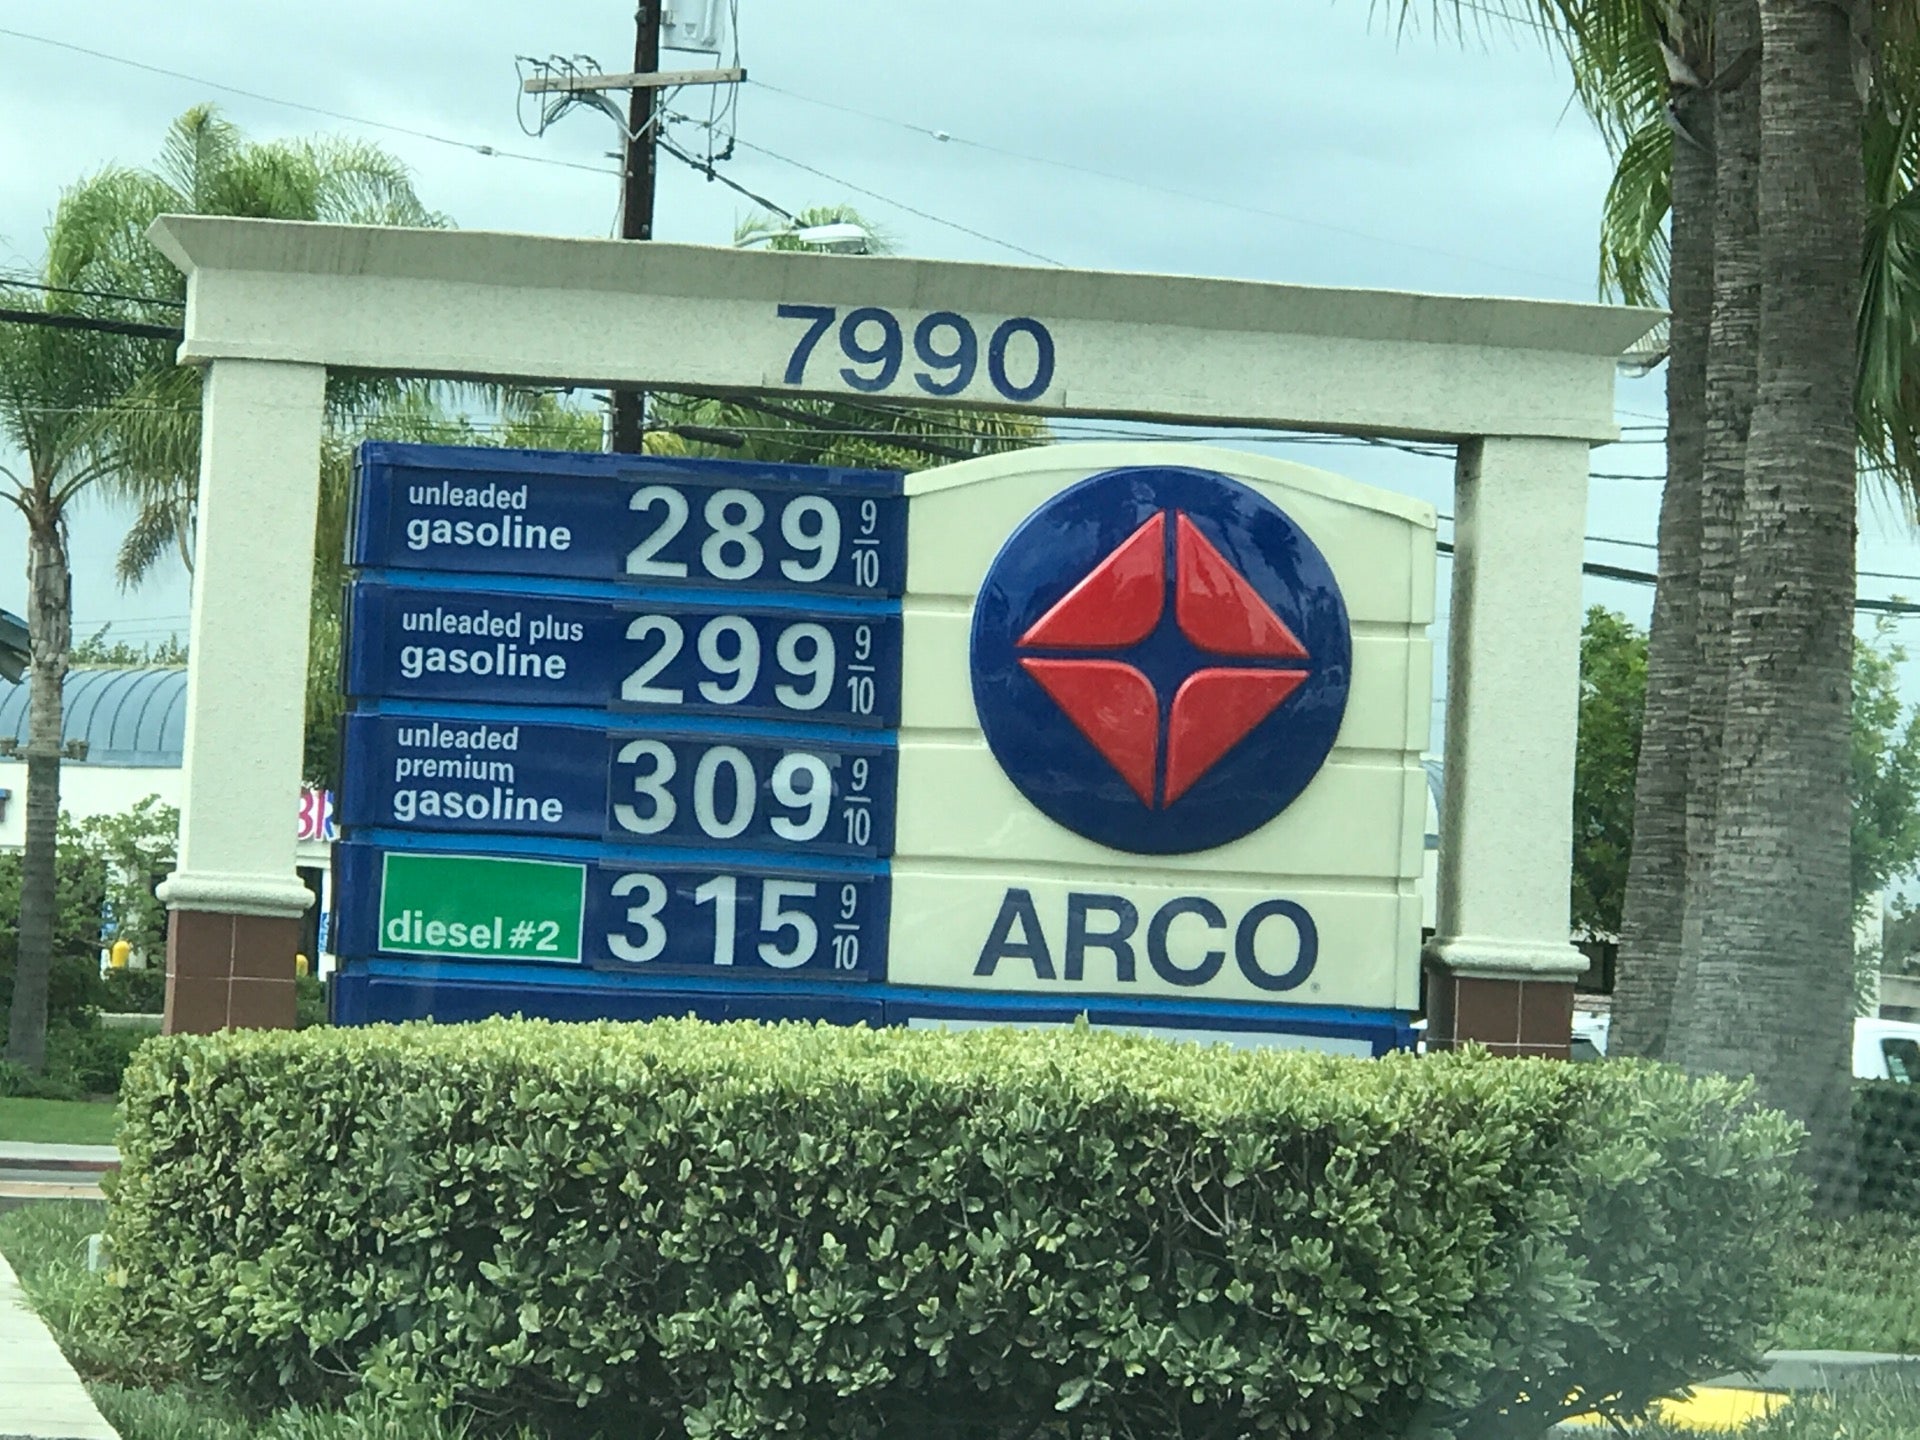 7990
unleaded
gasoline 289 9/10
unleaded plus
gasoline 299 9/10
unleaded
premium
gasoline 309 9/10
diesel #2 315 9/10
ARCO